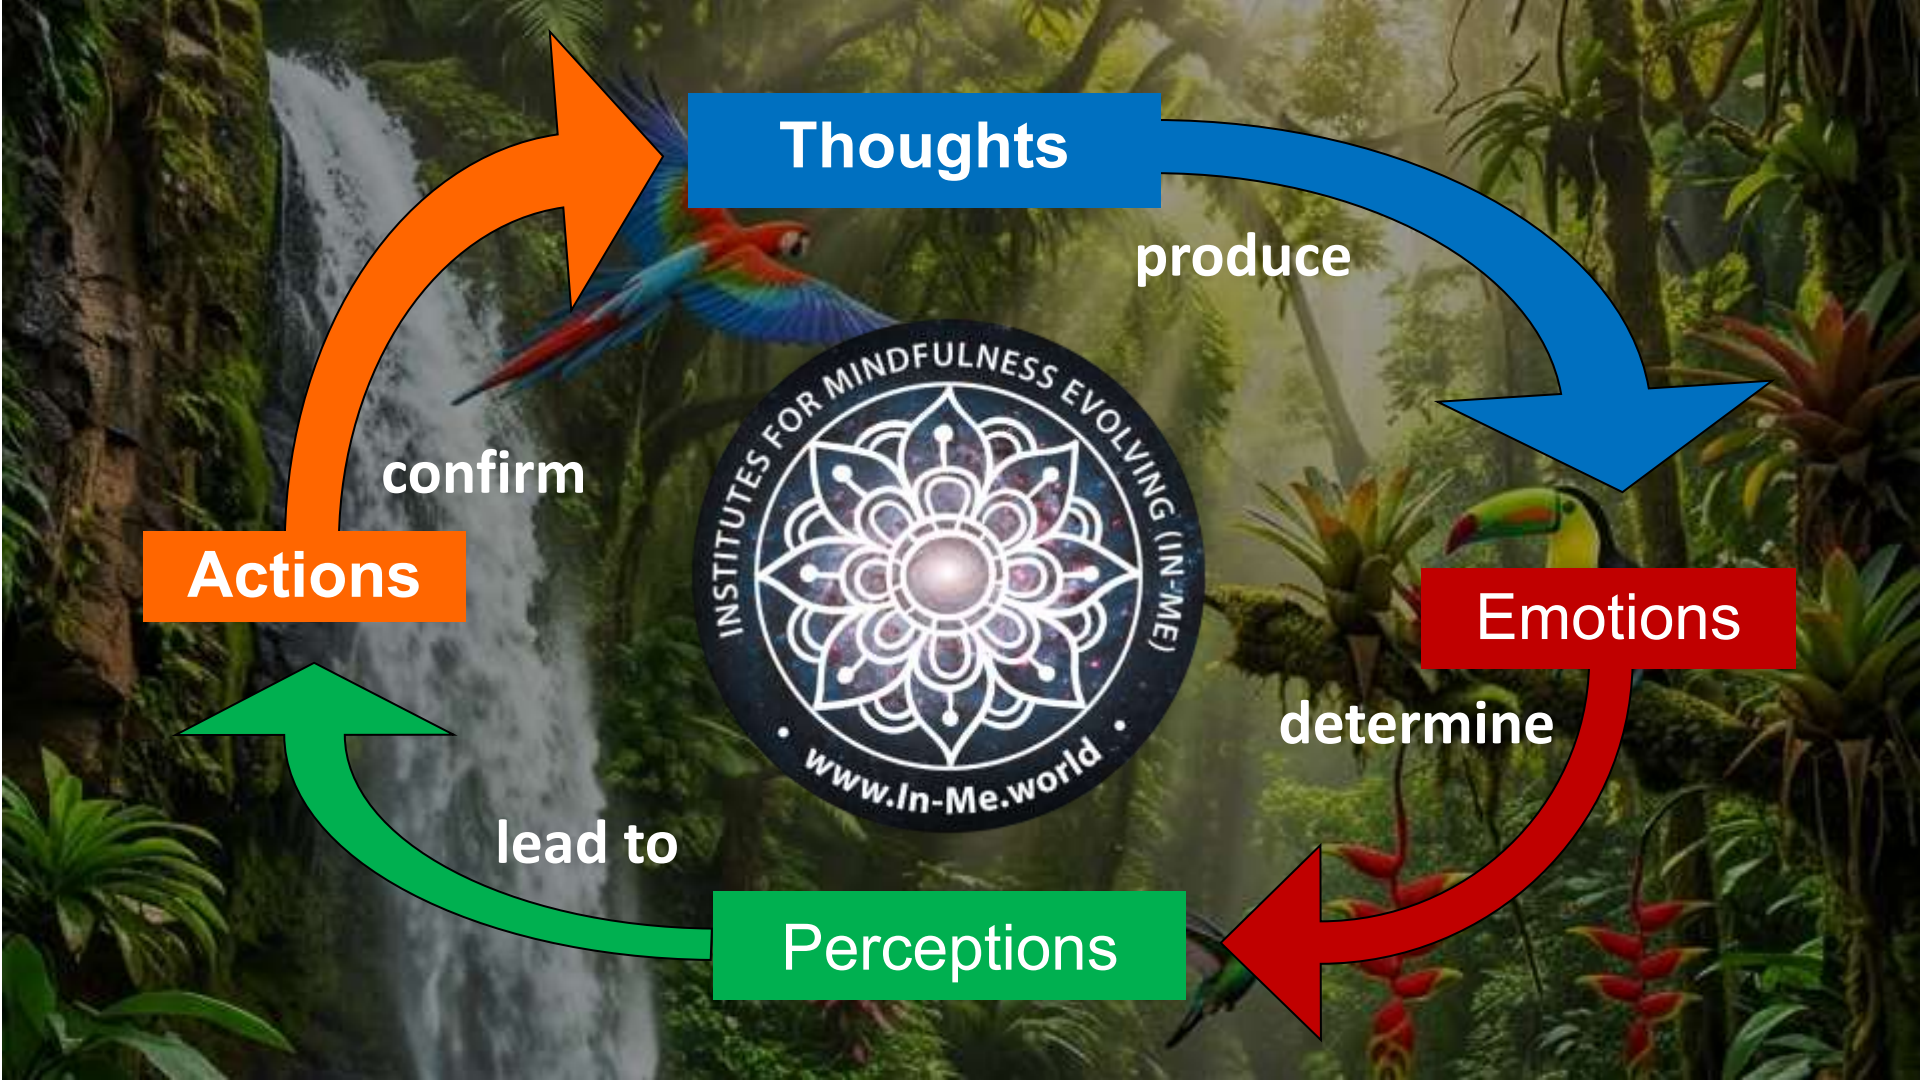 Thoughts
produce
Emotions
determine
Perceptions
lead to
Actions
confirm
INSTITUTES FOR MINDFULNESS EVOLVING (IN-ME)
• www.In-Me.world •